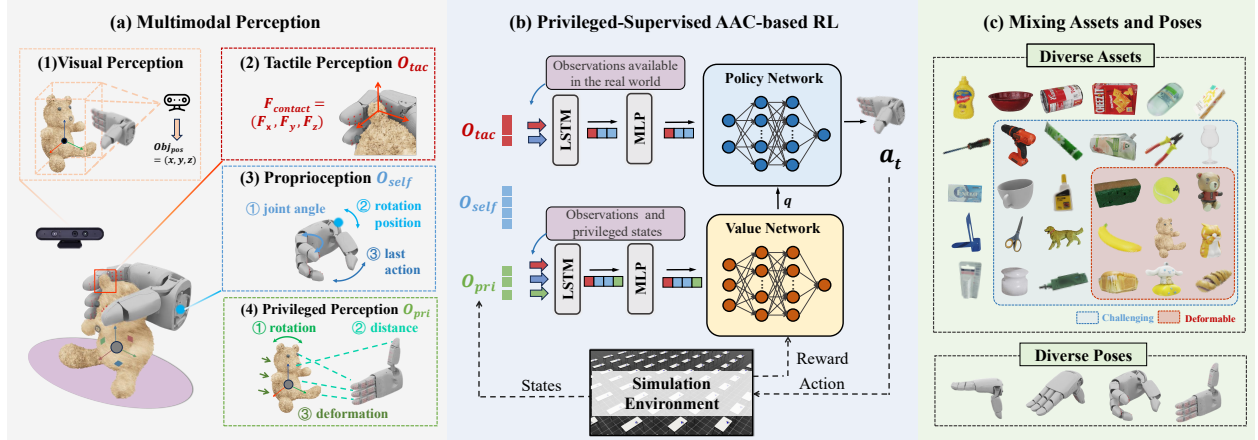 (a) Multimodal Perception
(1)Visual Perception
Obj_pos
= (x, y, z)
(2) Tactile Perception O_tac
F_contact =
(F_x, F_y, F_z)
(3) Proprioception O_self
① joint angle
② rotation
position
③ last
action
(4) Privileged Perception O_pri
① rotation
② distance
③ deformation
(b) Privileged-Supervised AAC-based RL
Observations available
in the real world
O_tac
LSTM
MLP
Policy Network
a_t
O_self
q
Observations and
privileged states
O_pri
LSTM
MLP
Value Network
States
Simulation
Environment
Reward
Action
(c) Mixing Assets and Poses
Diverse Assets
CHEEZ-IT
Challenging
Deformable
Diverse Poses